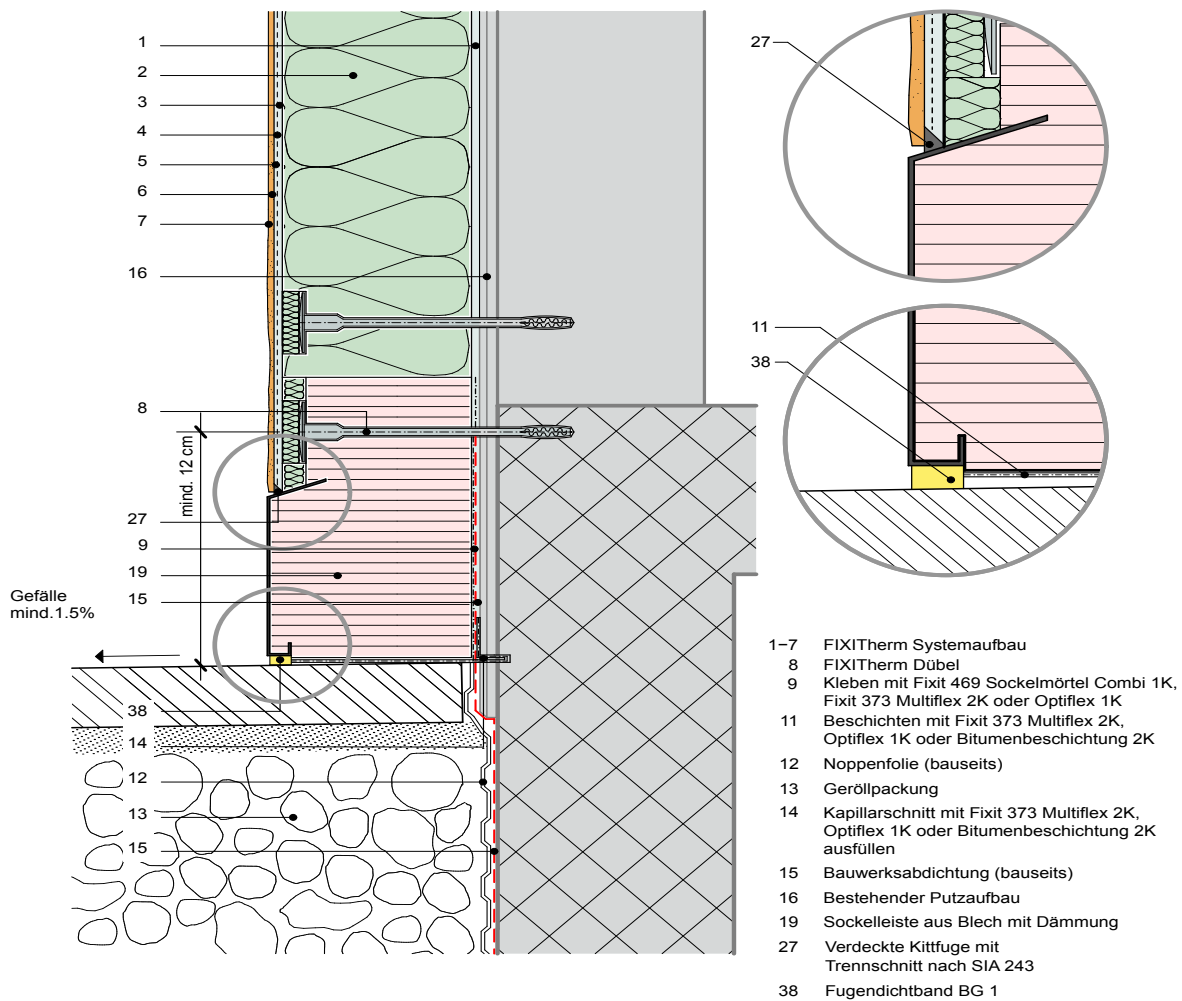 1
2
3
4
5
6
7
16
8
mind. 12 cm
27
9
19
15
Gefälle
mind.1.5%
38
14
12
13
15
27
11
38
1–7 FIXITherm Systemaufbau
8 FIXITherm Dübel
9 Kleben mit Fixit 469 Sockelmörtel Combi 1K,
Fixit 373 Multiflex 2K oder Optiflex 1K
11 Beschichten mit Fixit 373 Multiflex 2K,
Optiflex 1K oder Bitumenbeschichtung 2K
12 Noppenfolie (bauseits)
13 Geröllpackung
14 Kapillarschnitt mit Fixit 373 Multiflex 2K,
Optiflex 1K oder Bitumenbeschichtung 2K
ausfüllen
15 Bauwerksabdichtung (bauseits)
16 Bestehender Putzaufbau
19 Sockelleiste aus Blech mit Dämmung
27 Verdeckte Kittfuge mit
Trennschnitt nach SIA 243
38 Fugendichtband BG 1